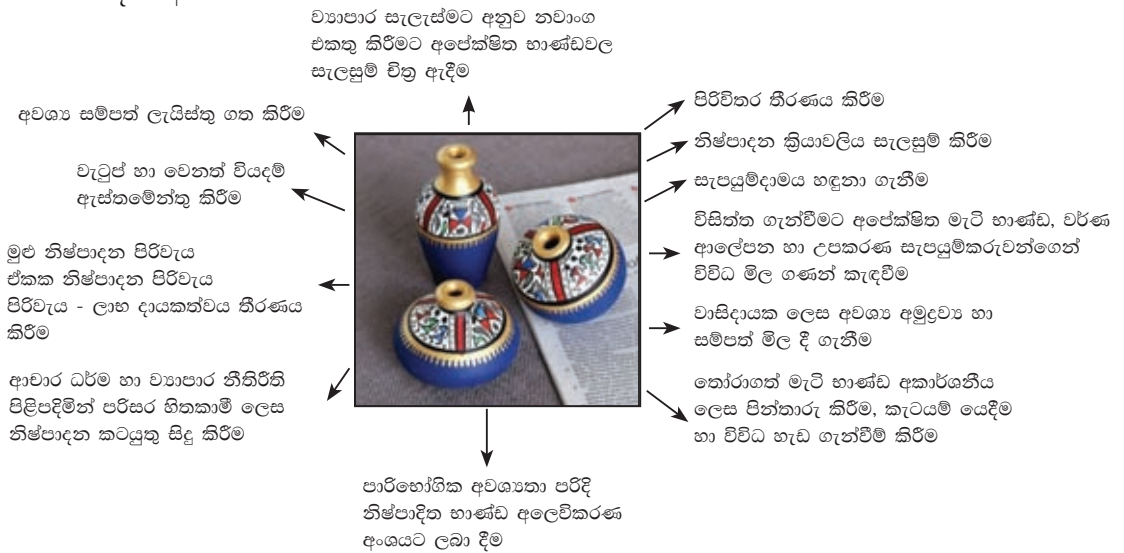 ව්‍යාපාර සැලැස්මට අනුව නවාංග
එකතු කිරීමට අපේක්ෂිත භාණ්ඩවල
සැලසුම් චිත්‍ර ඇදීම
අවශ්‍ය සම්පත් ලැයිස්තු ගත කිරීම
වැටුප් හා වෙනත් වියදම්
ඇස්තමේන්තු කිරීම
මුළු නිෂ්පාදන පිරිවැය
ඒකක නිෂ්පාදන පිරිවැය
පිරිවැය - ලාභ දායකත්වය තීරණය
කිරීම
ආචාර ධර්ම හා ව්‍යාපාර නීතිරීති
පිළිපදිමින් පරිසර හිතකාමී ලෙස
නිෂ්පාදන කටයුතු සිදු කිරීම
පිරිවිතර තීරණය කිරීම
නිෂ්පාදන ක්‍රියාවලිය සැලසුම් කිරීම
සැපයුම්දාමය හඳුනා ගැනීම
විසිත්ත ගැන්වීමට අපේක්ෂිත මැටි භාණ්ඩ, වර්ණ
ආලේපන හා උපකරණ සැපයුම්කරුවන්ගෙන්
විවිධ මිල ගණන් කැඳවීම
වාසිදායක ලෙස අවශ්‍ය අමුද්‍රව්‍ය හා
සම්පත් මිල දී ගැනීම
තෝරාගත් මැටි භාණ්ඩ අකාර්ශනීය
ලෙස පින්තාරු කිරීම, කැටයම් යෙදීම
හා විවිධ හැඩ ගැන්වීම් කිරීම
පාරිභෝගික අවශ්‍යතා පරිදි
නිෂ්පාදිත භාණ්ඩ අලෙවිකරණ
අංශයට ලබා දීම